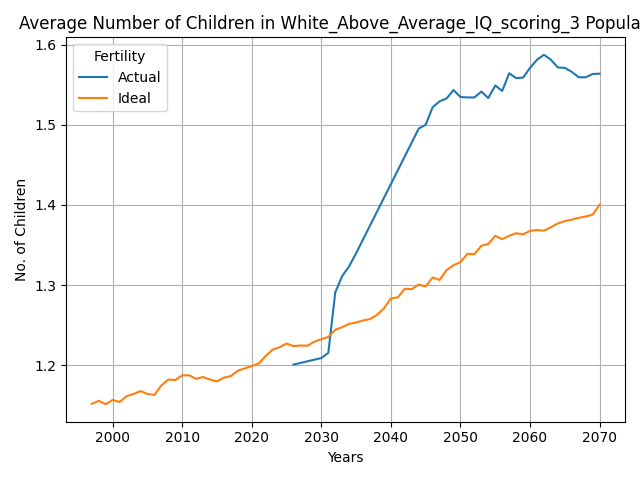 Average Number of Children in White_Above_Average_IQ_scoring_3 Popula
Fertility
Actual
Ideal
1.6
1.5
1.4
1.3
1.2
No. of Children
2000 2010 2020 2030 2040 2050 2060 2070
Years